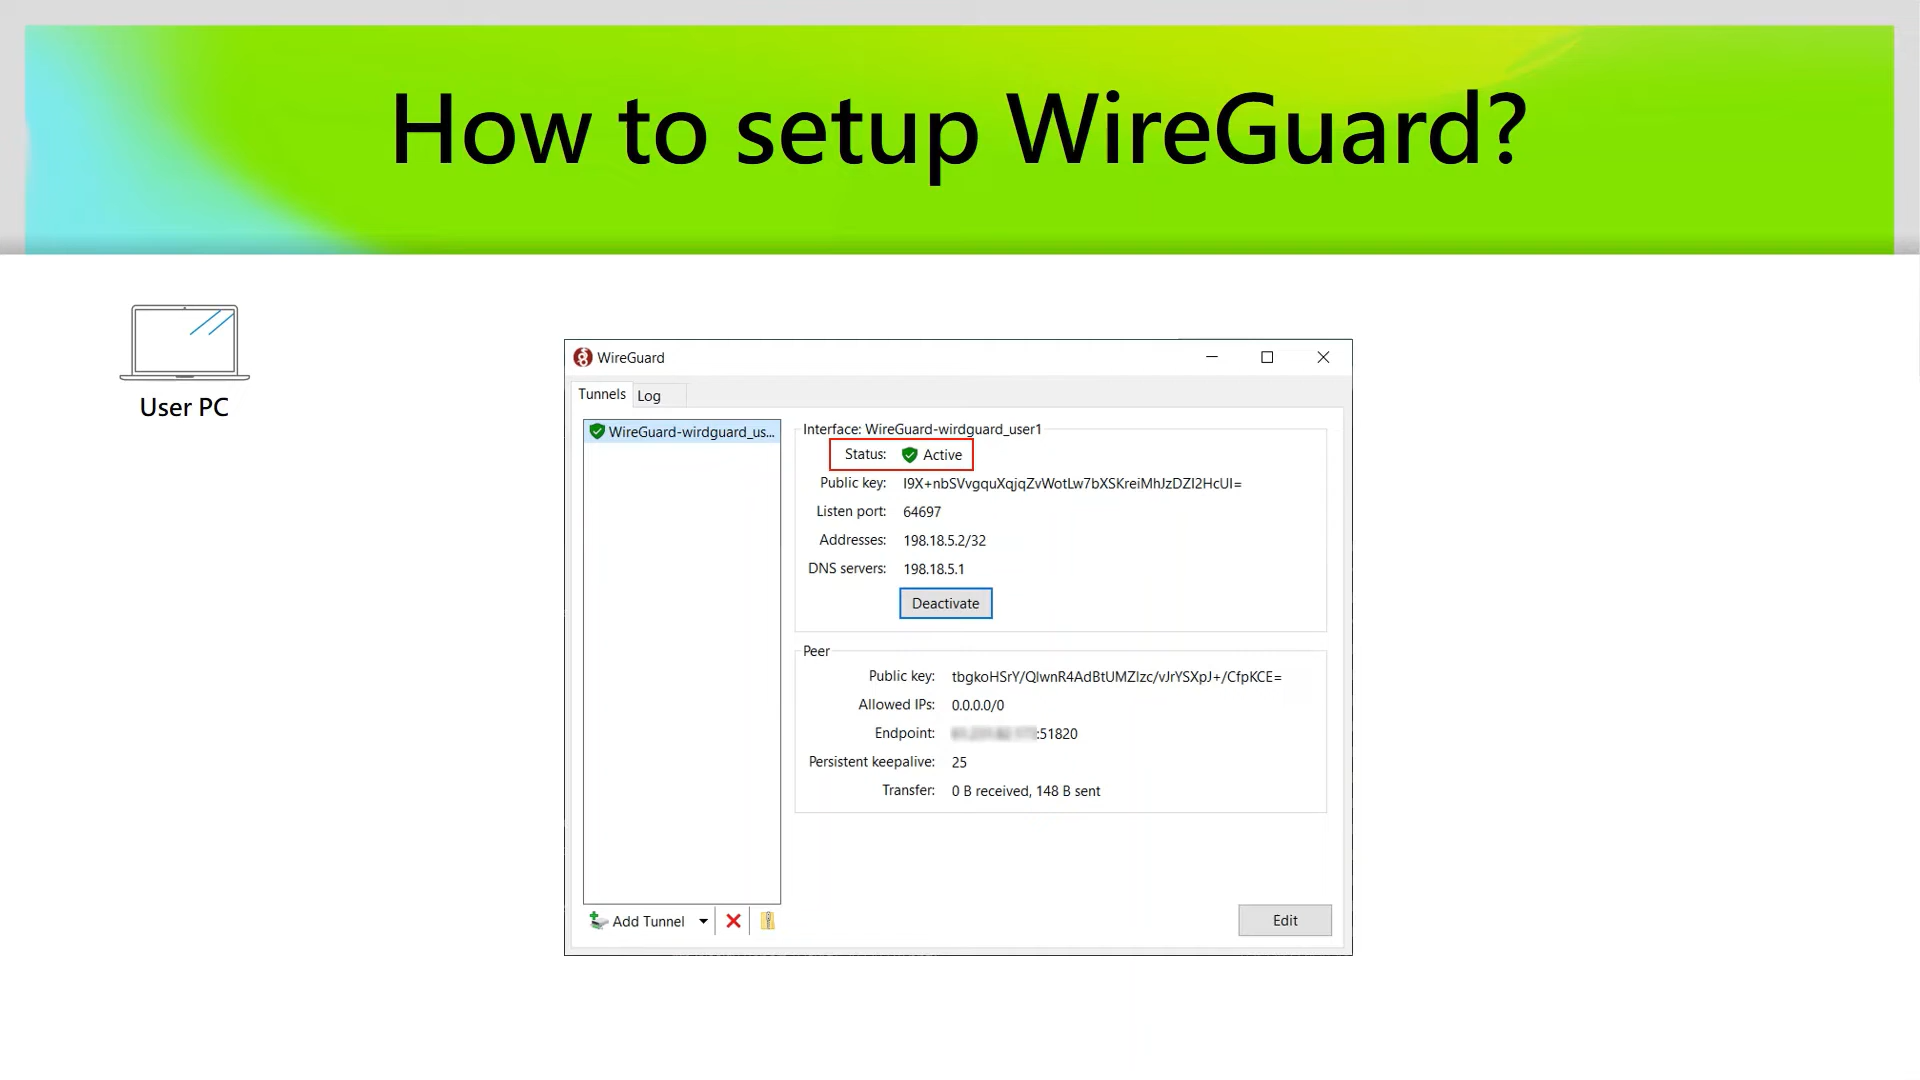 How to setup WireGuard?
User PC
WireGuard
Tunnels Log
WireGuard-wirdguard_us...
Interface: WireGuard-wirdguard_user1
Status: Active
Public key: I9X+nbSVvgquXqjqZvWotLw7bXSKreiMhJzDZI2HcUI=
Listen port: 64697
Addresses: 198.18.5.2/32
DNS servers: 198.18.5.1
Deactivate
Peer
Public key: tbgkoHSrY/QlwnR4AdBtUMZIzc/vJrYSXpJ+/CfpKCE=
Allowed IPs: 0.0.0.0/0
Endpoint: :51820
Persistent keepalive: 25
Transfer: 0 B received, 148 B sent
Add Tunnel
Edit